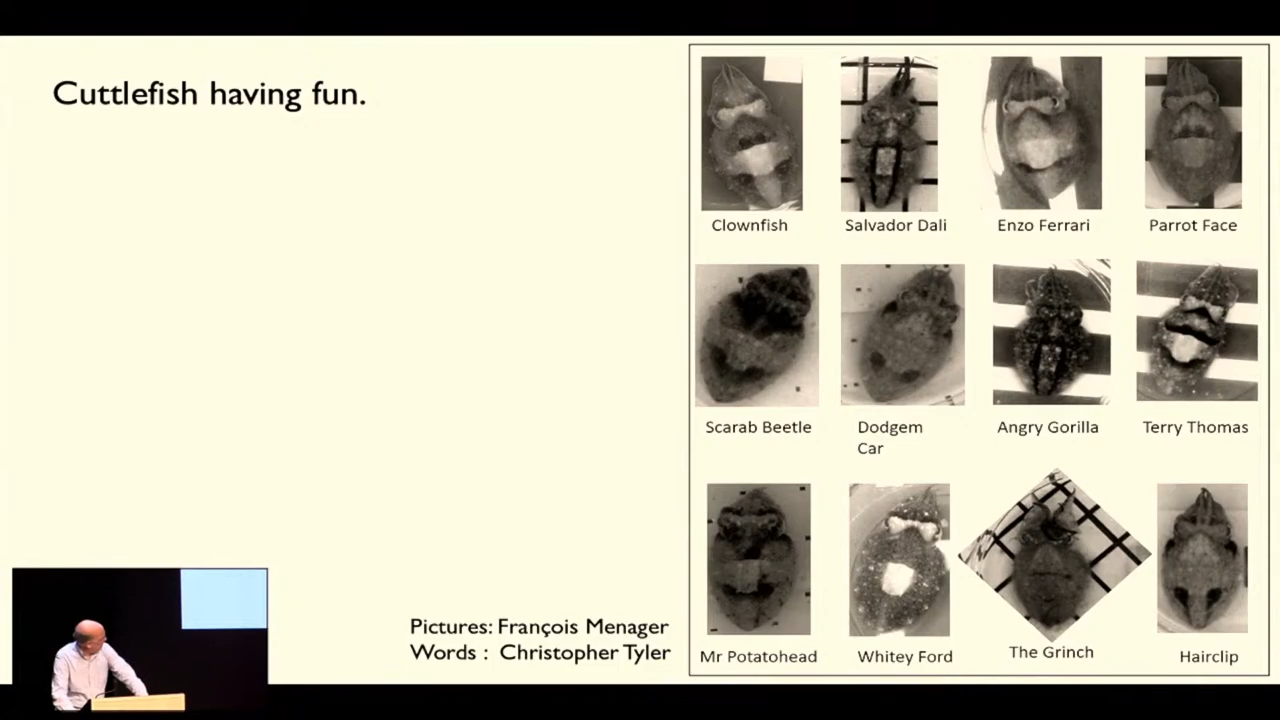 Cuttlefish having fun.
Clownfish
Salvador Dali
Enzo Ferrari
Parrot Face
Scarab Beetle
Dodgem
Car
Angry Gorilla
Terry Thomas
Mr Potatohead
Whitey Ford
The Grinch
Hairclip
Pictures: François Menager
Words : Christopher Tyler